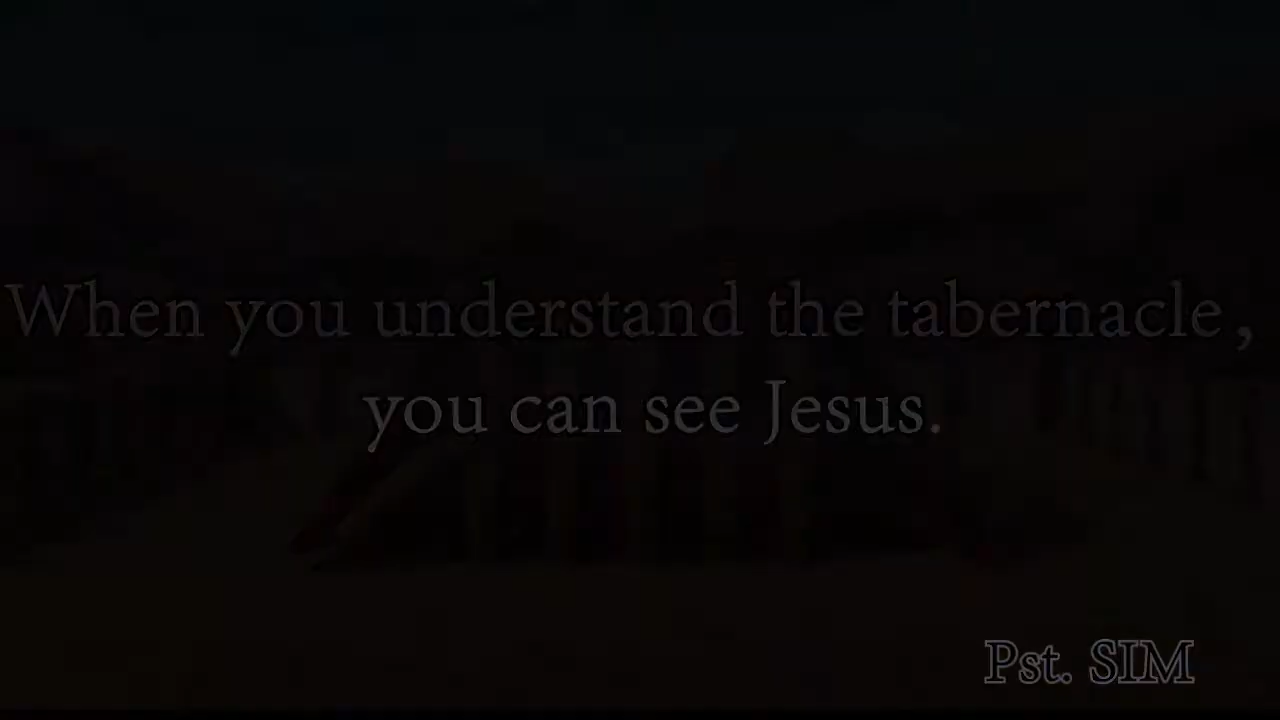 When you understand the tabernacle,
you can see Jesus.
Pst. SIM